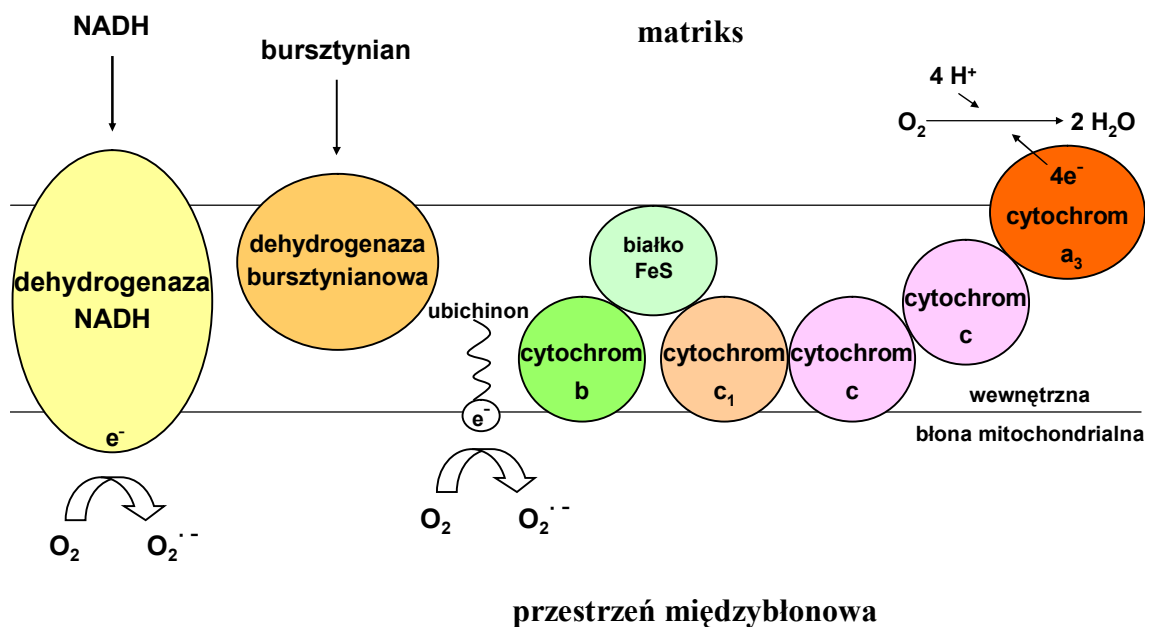 NADH
bursztynian
matriks
4 H⁺
O₂
2 H₂O
4e⁻
cytochrom
a₃
dehydrogenaza
NADH
e⁻
dehydrogenaza
bursztynianowa
ubichinon
e⁻
białko
FeS
cytochrom
b
cytochrom
c₁
cytochrom
c
cytochrom
c
wewnętrzna
błona mitochondrialna
O₂
O₂˙⁻
O₂
O₂˙⁻
przestrzeń międzybłonowa